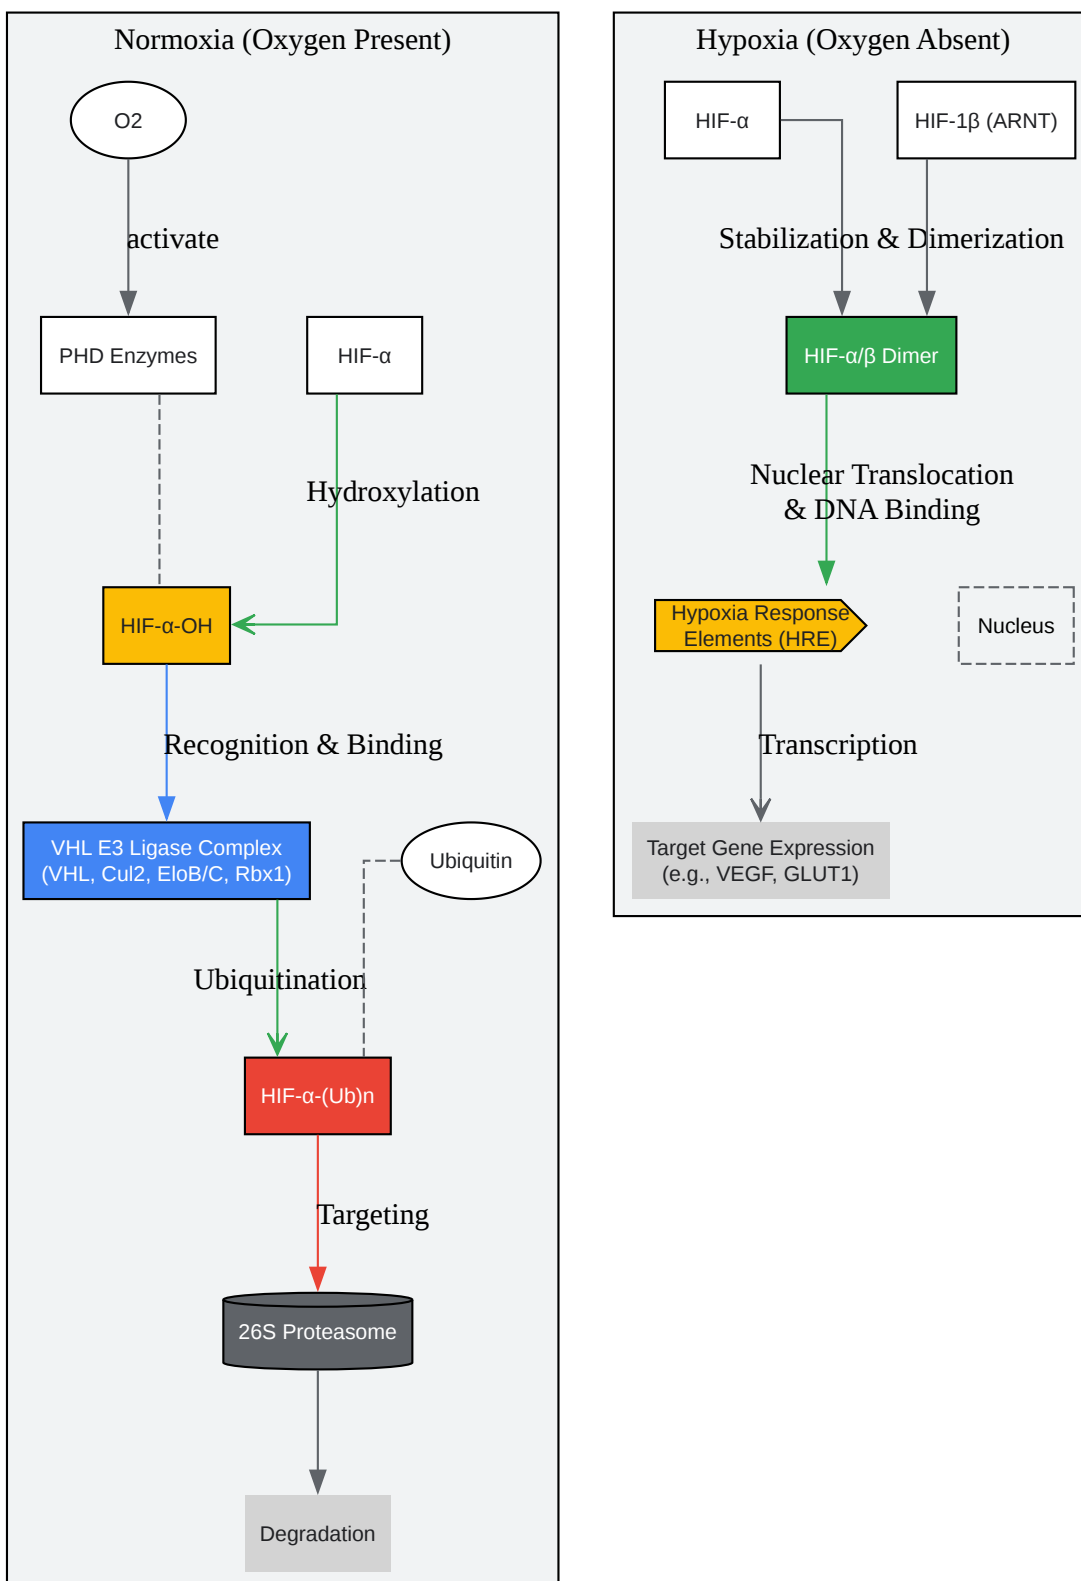 Normoxia (Oxygen Present)
O2
activate
PHD Enzymes
HIF-α
Hydroxylation
HIF-α-OH
Recognition & Binding
VHL E3 Ligase Complex
(VHL, Cul2, EloB/C, Rbx1)
Ubiquitin
Ubiquitination
HIF-α-(Ub)n
Targeting
26S Proteasome
Degradation
Hypoxia (Oxygen Absent)
HIF-α
HIF-1β (ARNT)
Stabilization & Dimerization
HIF-α/β Dimer
Nuclear Translocation
& DNA Binding
Hypoxia Response
Elements (HRE)
Nucleus
Transcription
Target Gene Expression
(e.g., VEGF, GLUT1)